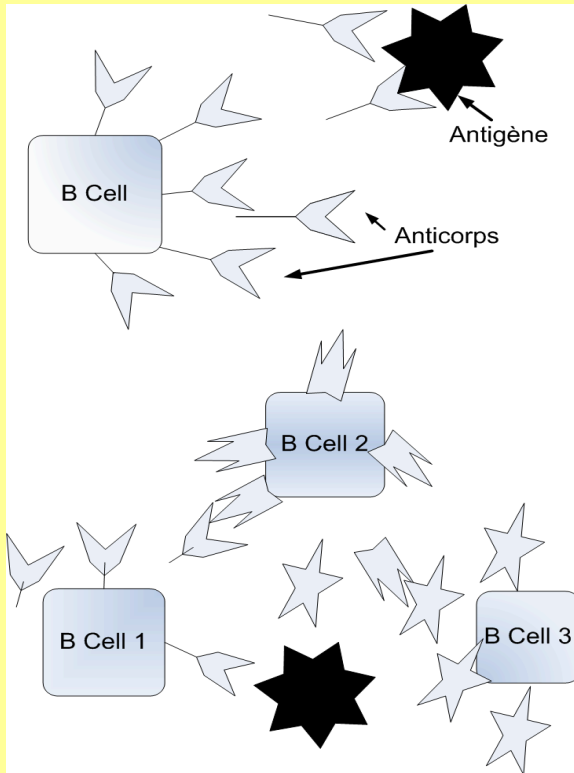 Antigène
B Cell
Anticorps
B Cell 2
B Cell 1
B Cell 3